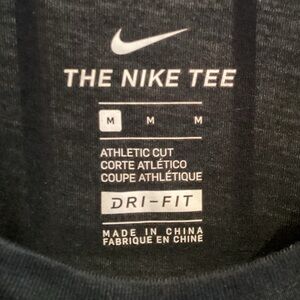 THE NIKE TEE
M M M
ATHLETIC CUT
CORTE ATLÉTICO
COUPE ATHLÉTIQUE
DRI-FIT
MADE IN CHINA
FABRIQUÉ EN CHINE